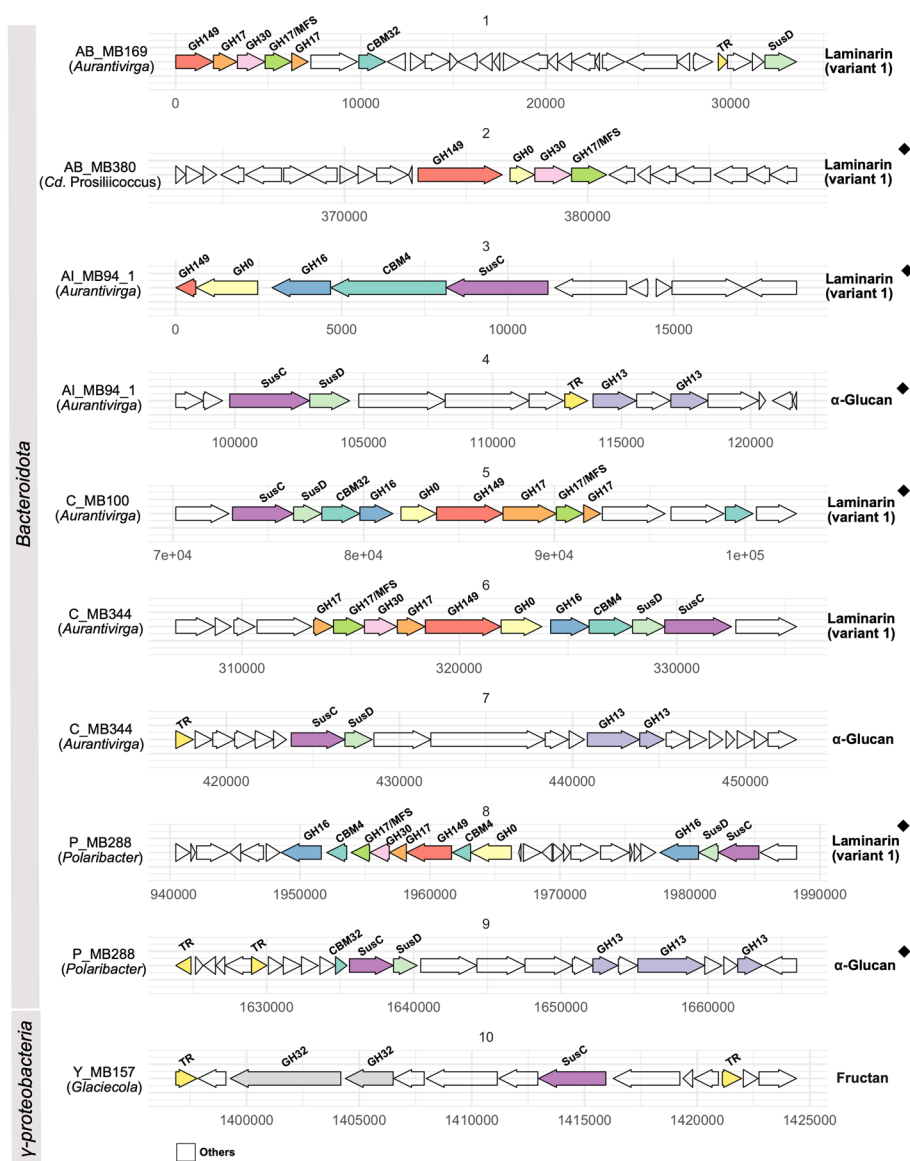 Bacteroidota
γ-proteobacteria
1
AB_MB169
(Aurantivirga)
GH149
GH17
GH30
GH17/MFS
GH17
CBM32
TR
SusD
Laminarin
(variant 1)
0
10000
20000
30000
2
AB_MB380
(Cd. Prosiliicoccus)
GH149
GH0
GH30
GH17/MFS
Laminarin
(variant 1)
370000
380000
3
AI_MB94_1
(Aurantivirga)
GH149
GH0
GH16
CBM4
SusC
Laminarin
(variant 1)
0
5000
10000
15000
4
AI_MB94_1
(Aurantivirga)
SusC
SusD
TR
GH13
GH13
α-Glucan
100000
105000
110000
115000
120000
5
C_MB100
(Aurantivirga)
SusC
SusD
CBM32
GH16
GH0
GH149
GH17
GH17/MFS
GH17
Laminarin
(variant 1)
7e+04
8e+04
9e+04
1e+05
6
C_MB344
(Aurantivirga)
GH17
GH17/MFS
GH30
GH17
GH149
GH0
GH16
CBM4
SusD
SusC
Laminarin
(variant 1)
310000
320000
330000
7
C_MB344
(Aurantivirga)
TR
SusC
SusD
GH13
GH13
α-Glucan
420000
430000
440000
450000
8
P_MB288
(Polaribacter)
GH16
CBM4
GH17/MFS
GH30
GH17
GH149
CBM4
GH0
GH16
SusD
SusC
Laminarin
(variant 1)
940000
1950000
1960000
1970000
1980000
1990000
9
P_MB288
(Polaribacter)
TR
TR
CBM32
SusC
SusD
GH13
GH13
GH13
α-Glucan
1630000
1640000
1650000
1660000
10
Y_MB157
(Glaciecola)
TR
GH32
GH32
SusC
TR
Fructan
1400000
1405000
1410000
1415000
1420000
1425000
Others